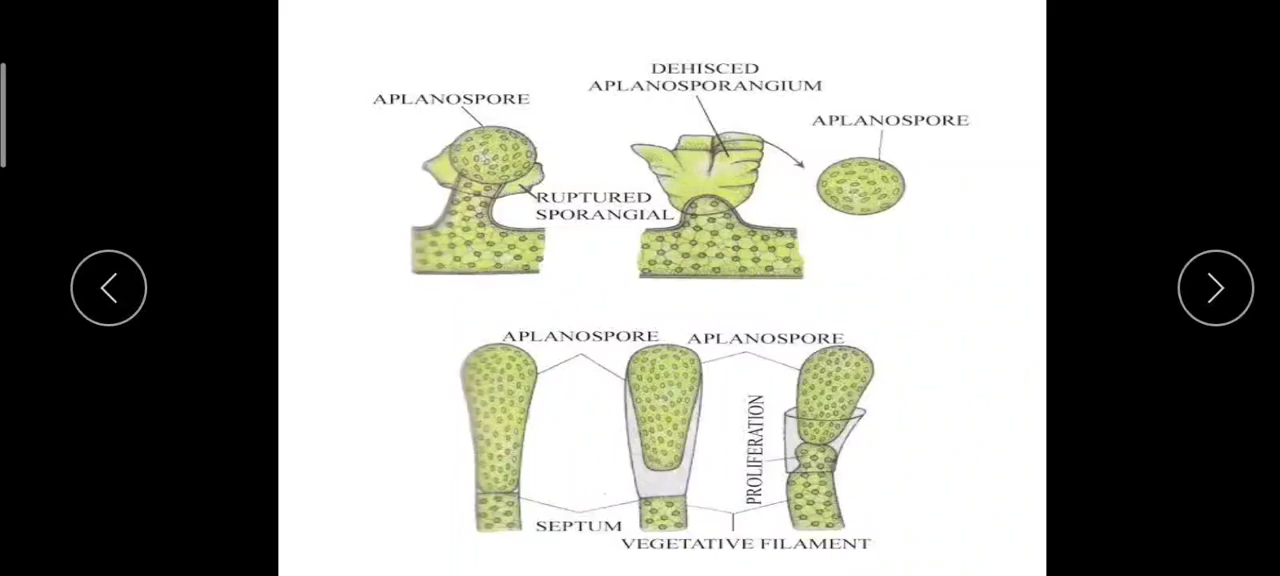 DEHISCED
APLANOSPORANGIUM
APLANOSPORE
APLANOSPORE
RUPTURED
SPORANGIAL
APLANOSPORE
APLANOSPORE
PROLIFERATION
SEPTUM
VEGETATIVE FILAMENT